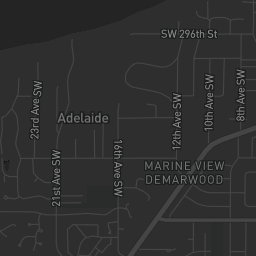 SW 296th St
23rd Ave SW
Adelaide
21st Ave SW
16th Ave SW
12th Ave SW
10th Ave SW
8th Ave SW
MARINE VIEW
DEMARWOOD